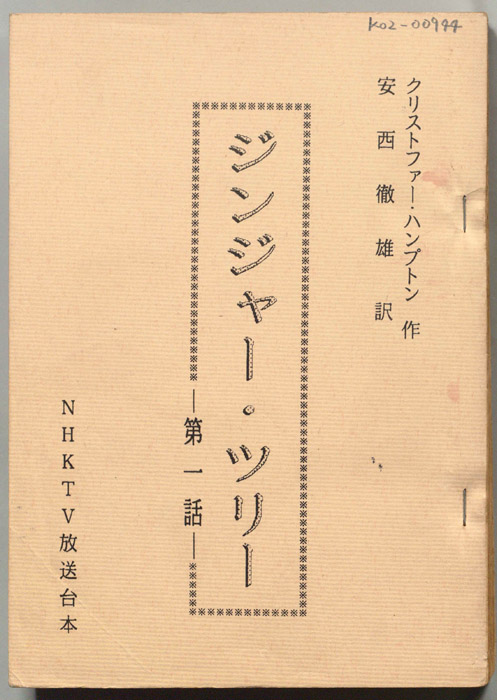 K02-00944
クリストファー・ハンプトン 作
安西徹雄 訳
ジンジャー・ツリー
―第一話―
NHKTV放送台本